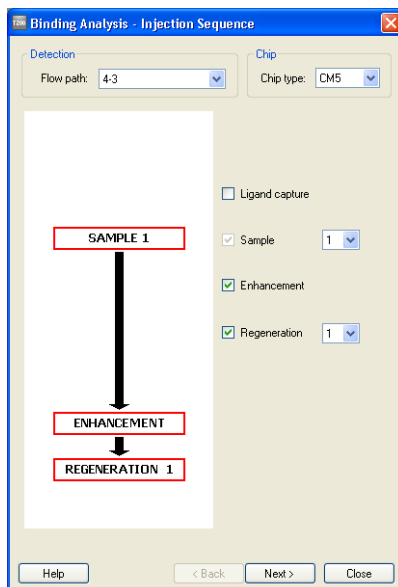 T200 Binding Analysis - Injection Sequence
Detection
Flow path: 4-3
Chip
Chip type: CM5
Ligand capture
SAMPLE 1
Sample 1
Enhancement
Regeneration 1
ENHANCEMENT
REGENERATION 1
Help < Back Next > Close